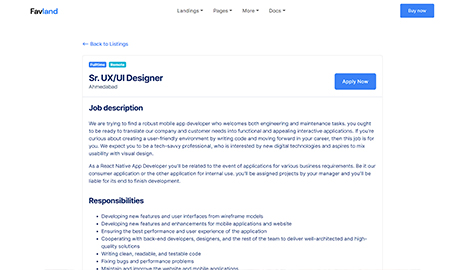 Favland
Landings Pages More Docs
Buy now
← Back to Listings
Fulltime Remote
Sr. UX/UI Designer
Ahmedabad
Apply Now
Job description
We are trying to find a robust mobile app developer who welcomes both engineering and maintenance tasks. you ought
to be ready to translate our company and customer needs into functional and appealing interactive applications. If you're
curious about creating a user-friendly environment by writing code and moving forward in your career, then this job is for
you. We expect you to be a tech-savvy professional, who is interested by new digital technologies and aspires to mix
usability with visual design.
As a React Native App Developer you'll be related to the event of applications for various business requirements. Be it our
consumer application or the other application for internal use. you'll be assigned projects by your manager and you'll be
liable for its end to finish development.
Responsibilities
Developing new features and user interfaces from wireframe models
Developing new features and enhancements for mobile applications and website
Ensuring the best performance and user experience of the application
Cooperating with back-end developers, designers, and the rest of the team to deliver well-architected and high-
quality solutions
Writing clean, readable, and testable code
Fixing bugs and performance problems
Maintain and improve the website and mobile applications